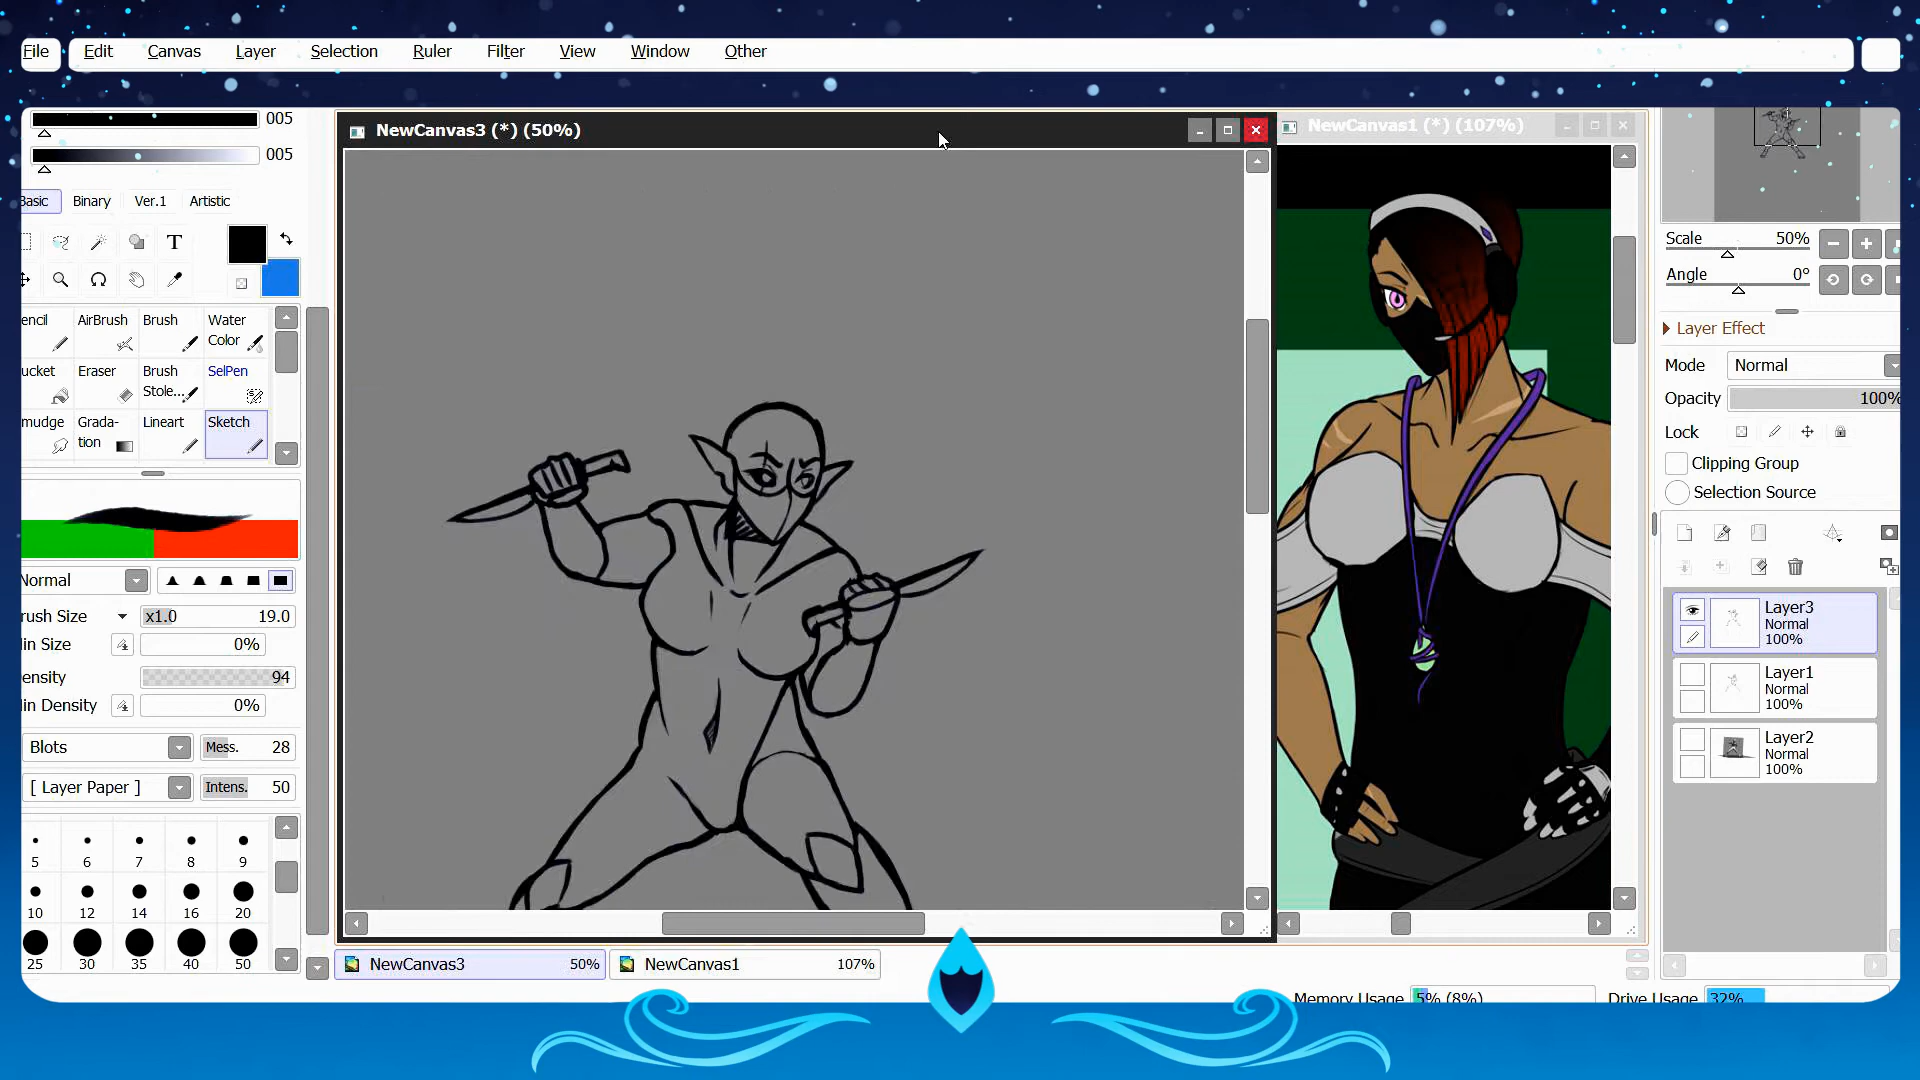 File Edit Canvas Layer Selection Ruler Filter View Window Other
005
005
Basic Binary Ver.1 Artistic
T
encil AirBrush Brush Water Color
ucket Eraser Brush Stole... SelPen
mudge Grada- tion Lineart Sketch
Normal
rush Size x1.0 19.0
in Size 0%
ensity 94
in Density 0%
Blots Mess. 28
[ Layer Paper ] Intens. 50
5 6 7 8 9
10 12 14 16 20
25 30 35 40 50
NewCanvas3 (*) (50%)
NewCanvas1 (*) (107%)
NewCanvas3 50%
NewCanvas1 107%
Scale 50%
Angle 0°
Layer Effect
Mode Normal
Opacity 100%
Lock
Clipping Group
Selection Source
Layer3
Normal
100%
Layer1
Normal
100%
Layer2
Normal
100%
Memory Usage 5% (8%) Drive Usage 32%